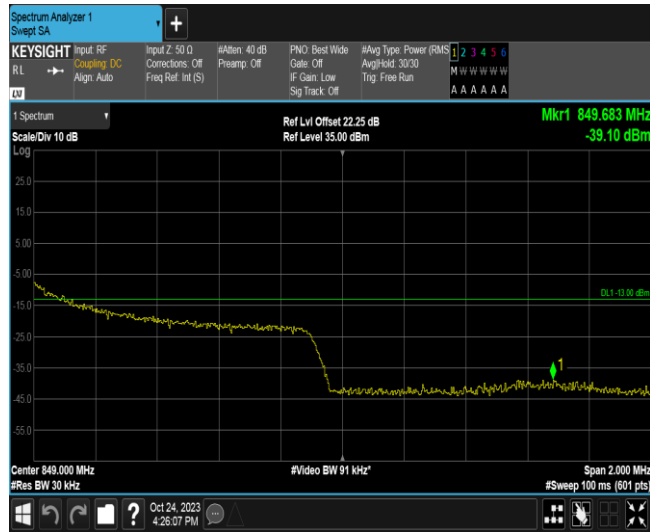 Spectrum Analyzer 1
Swept SA
KEYSIGHT
RL
LXI
Input: RF
Coupling: DC
Align: Auto
Input Z: 50 Ω
Corrections: Off
Freq Ref: Int (S)
#Atten: 40 dB
Preamp: Off
PNO: Best Wide
Gate: Off
IF Gain: Low
Sig Track: Off
#Avg Type: Power (RMS
Avg|Hold: 30/30
Trig: Free Run
1 2 3 4 5 6
M W W W W W
A A A A A A
1 Spectrum
Scale/Div 10 dB
Log
Ref Lvl Offset 22.25 dB
Ref Level 35.00 dBm
Mkr1 849.683 MHz
-39.10 dBm
25.0
15.0
5.00
-5.00
DL1 -13.00 dBm
-15.0
-25.0
1
-35.0
-45.0
-55.0
Center 849.000 MHz
#Video BW 91 kHz*
Span 2.000 MHz
#Res BW 30 kHz
#Sweep 100 ms (601 pts)
?
Oct 24, 2023
4:26:07 PM